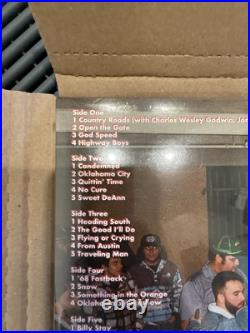 Side One
1 Country Roads (with Charles Wesley Godwin,
2 Open the Gate
3 God Speed
4 Highway Boys
Side Two
1 Condemned
2 Oklahoma City
3 Quittin' Time
4 No Cure
5 Sweet DeAnn
Side Three
1 Heading South
2 The Good I'll Do
3 Flying or Crying
4 From Austin
5 Traveling Man
Side Four
1 '68 Fastback
2 Snow
3 Something in the Orange
4 Oklahoma
Side Five
1 Billy Stay